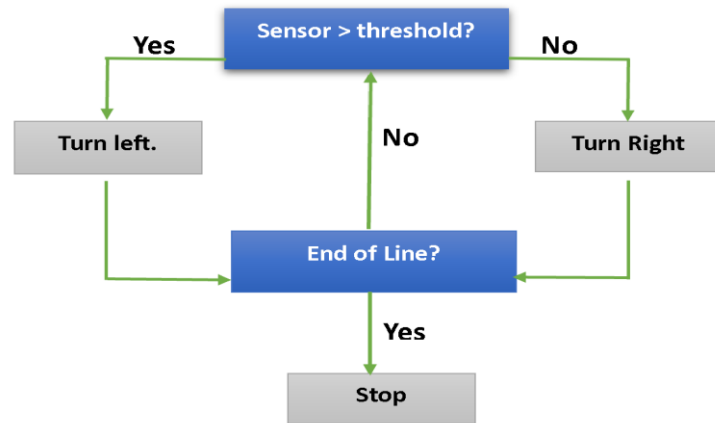 Sensor > threshold?
Yes
No
Turn left.
Turn Right
No
End of Line?
Yes
Stop